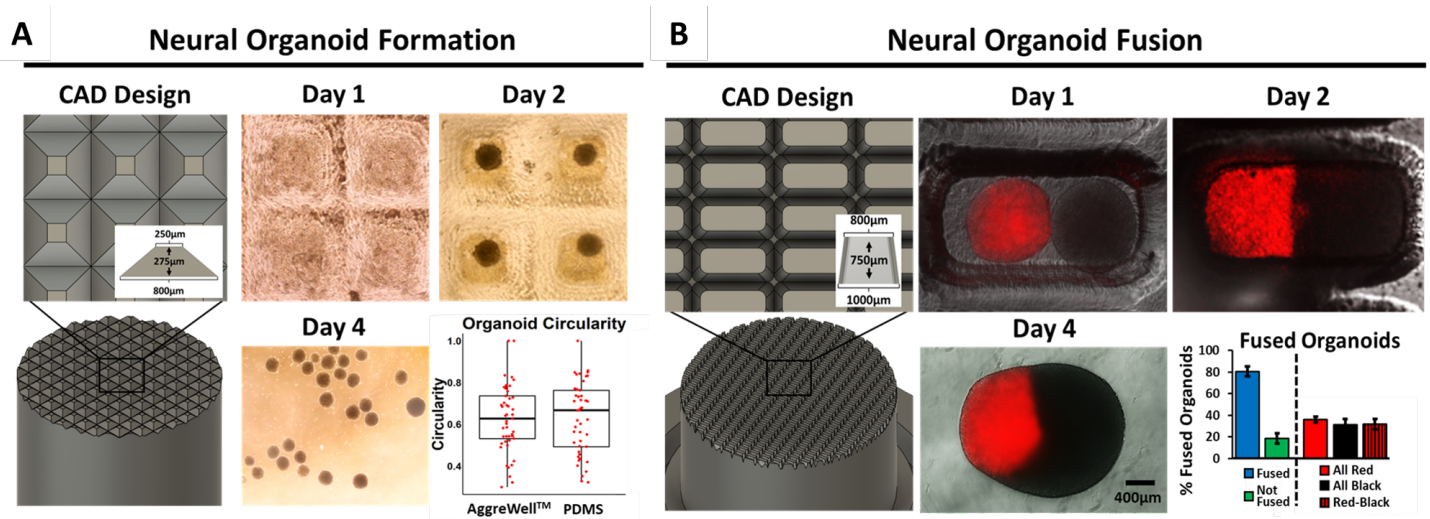 A
Neural Organoid Formation
CAD Design
Day 1
Day 2
250µm
275µm
800µm
Day 4
Organoid Circularity
Circularity
1.0
0.8
0.6
0.4
AggreWell™ PDMS
B
Neural Organoid Fusion
CAD Design
Day 1
Day 2
800µm
750µm
1000µm
Day 4
400µm
Fused Organoids
% Fused Organoids
100
80
60
40
20
0
Fused
Not
Fused
All Red
All Black
Red-Black